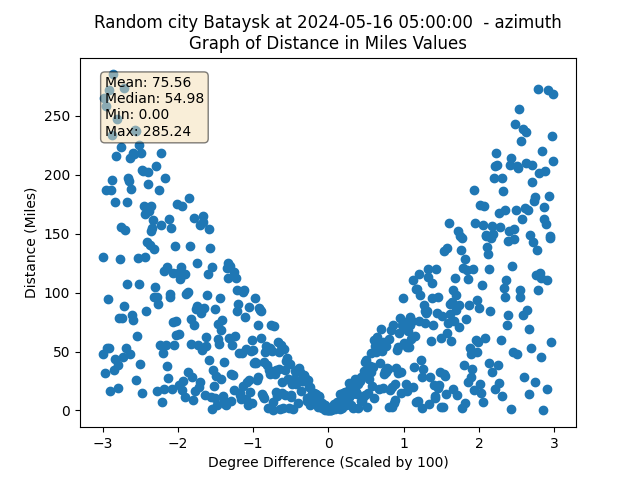 Random city Bataysk at 2024-05-16 05:00:00 - azimuth
Graph of Distance in Miles Values
Mean: 75.56
Median: 54.98
Min: 0.00
Max: 285.24
250
200
150
100
50
0
Distance (Miles)
−3 −2 −1 0 1 2 3
Degree Difference (Scaled by 100)